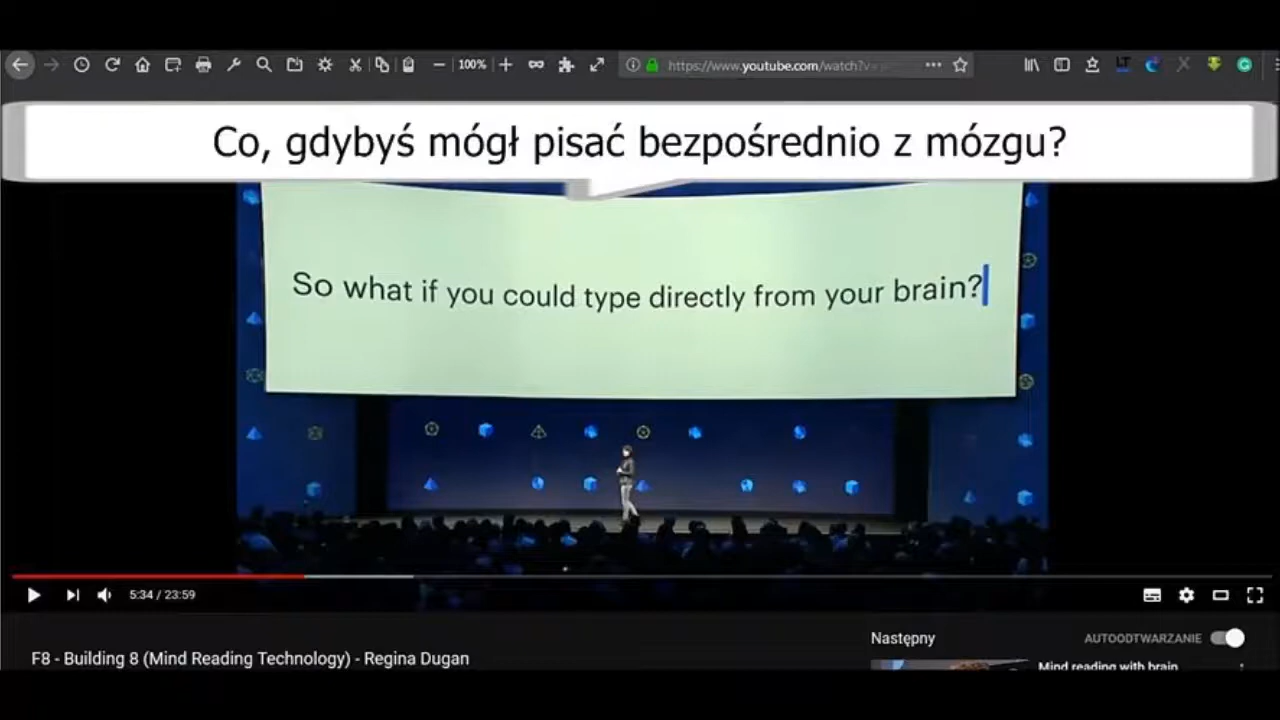 100%
https://www.youtube.com/watch?v
LT
Co, gdybyś mógł pisać bezpośrednio z mózgu?
So what if you could type directly from your brain?
5:34 / 23:59
Następny
AUTOODTWARZANIE
F8 - Building 8 (Mind Reading Technology) - Regina Dugan
Mind reading with brain